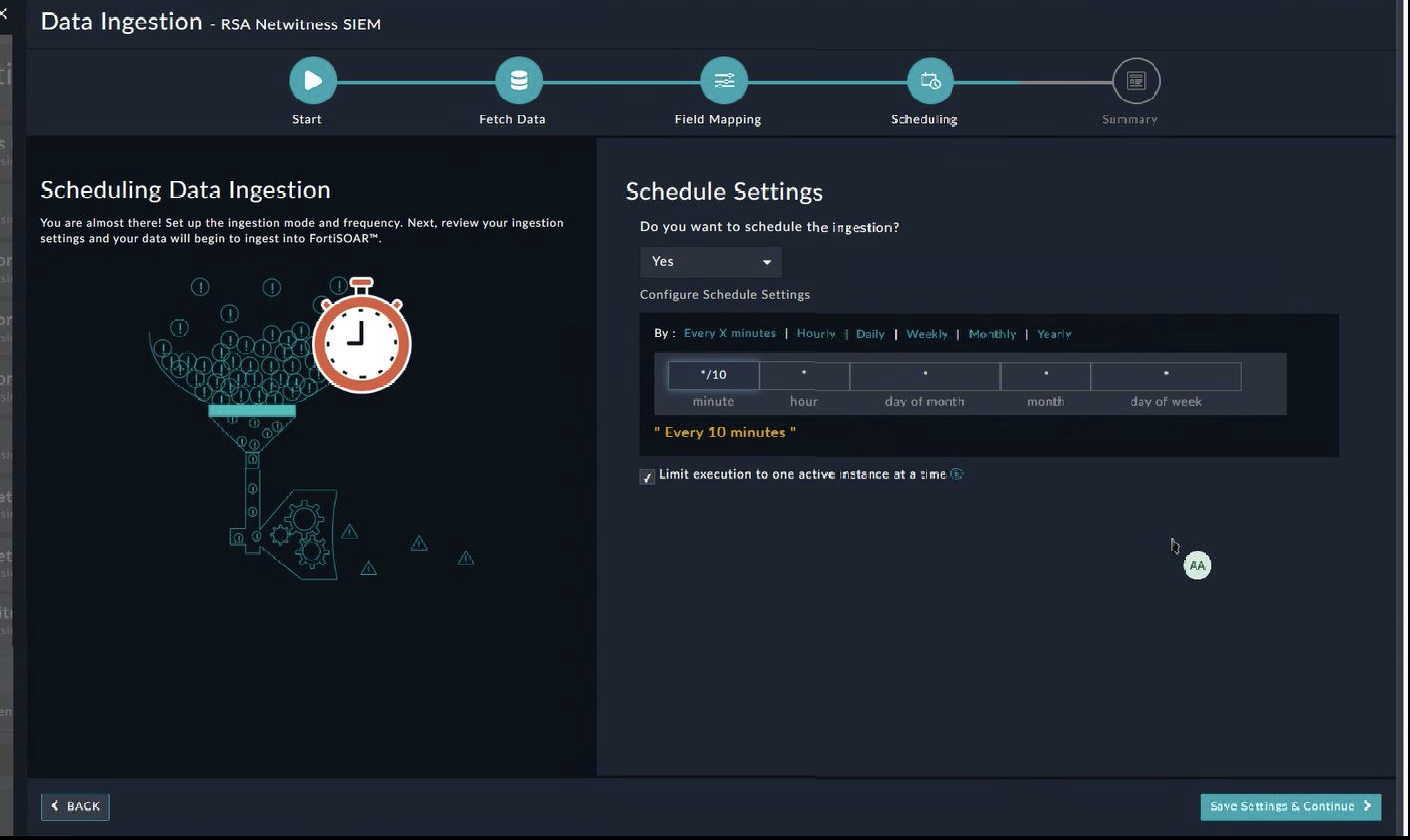 Data Ingestion - RSA Netwitness SIEM
Start
Fetch Data
Field Mapping
Scheduling
Summary
Scheduling Data Ingestion
You are almost there! Set up the ingestion mode and frequency. Next, review your ingestion
settings and your data will begin to ingest into FortiSOAR™.
Schedule Settings
Do you want to schedule the ingestion?
Yes
Configure Schedule Settings
By : Every X minutes | Hourly | Daily | Weekly | Monthly | Yearly
*/10 * * * *
minute hour day of month month day of week
" Every 10 minutes "
Limit execution to one active instance at a time
AA
BACK
Save Settings & Continue